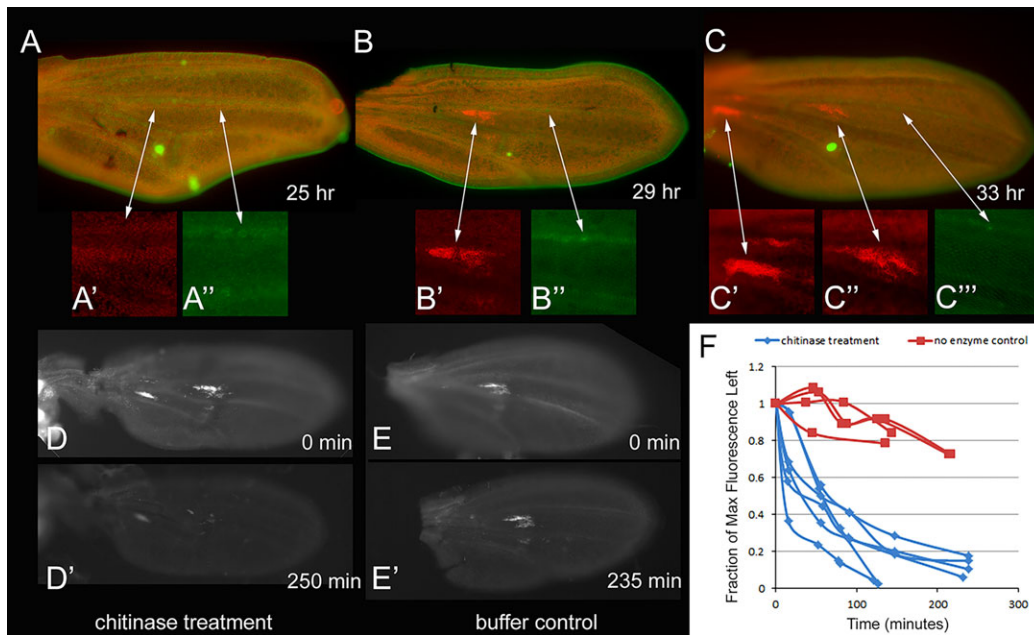 A
B
C
25 hr
29 hr
33 hr
A'
A''
B'
B''
C'
C''
C'''
D
0 min
E
0 min
D'
250 min
E'
235 min
chitinase treatment
buffer control
F
chitinase treatment
no enzyme control
Fraction of Max Fluorescence Left
1.2
1
0.8
0.6
0.4
0.2
0
0
100
200
300
Time (minutes)